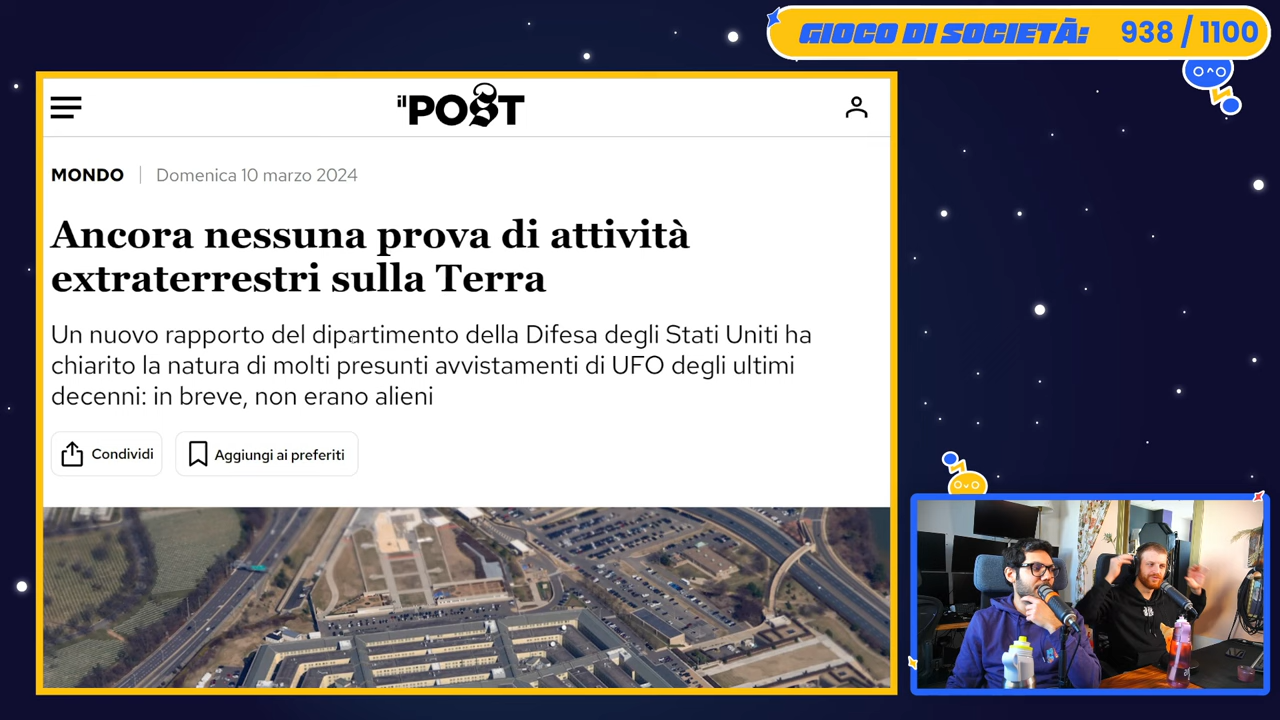 GIOCO DI SOCIETÀ: 938 / 1100
il POST
MONDO | Domenica 10 marzo 2024
Ancora nessuna prova di attività
extraterrestri sulla Terra
Un nuovo rapporto del dipartimento della Difesa degli Stati Uniti ha
chiarito la natura di molti presunti avvistamenti di UFO degli ultimi
decenni: in breve, non erano alieni
Condividi
Aggiungi ai preferiti